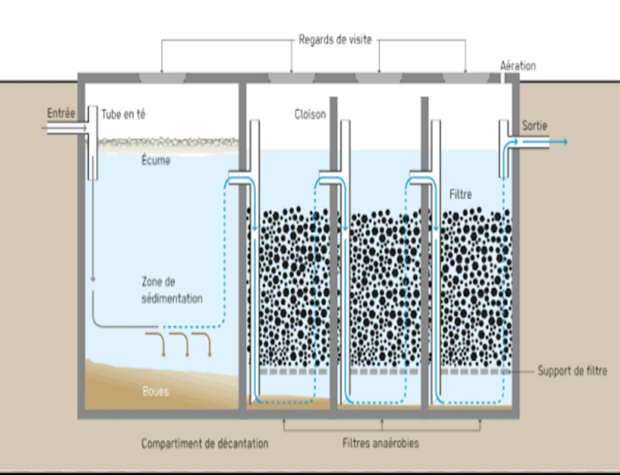 Regards de visite
Aération
Entrée
Tube en té
Cloison
Sortie
Écume
Filtre
Zone de
sédimentation
Support de filtre
Boues
Compartiment de décantation
Filtres anaérobies